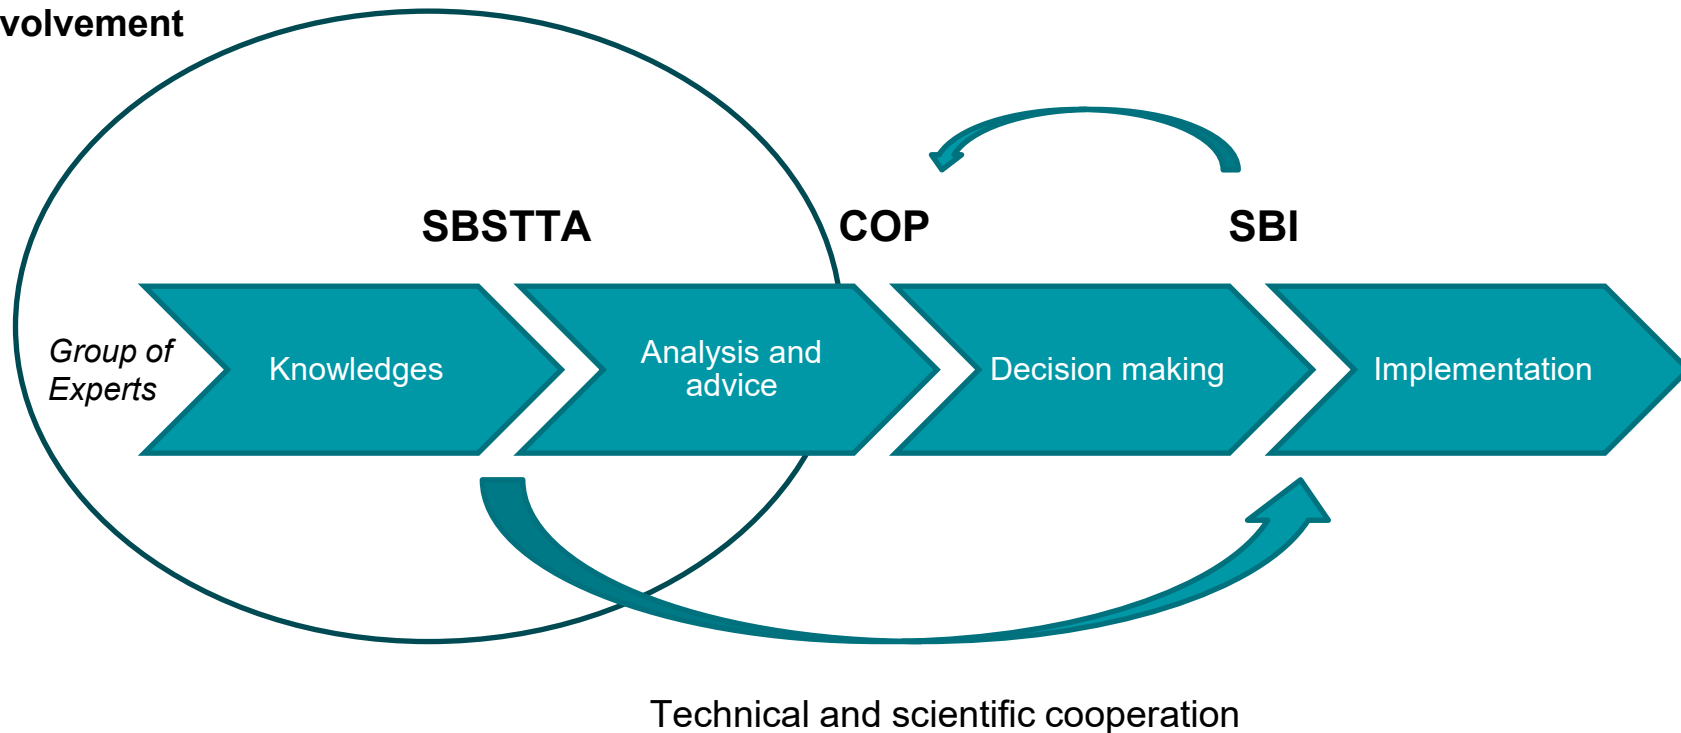 volvement
SBSTTA
COP
SBI
Group of
Experts
Knowledges
Analysis and
advice
Decision making
Implementation
Technical and scientific cooperation